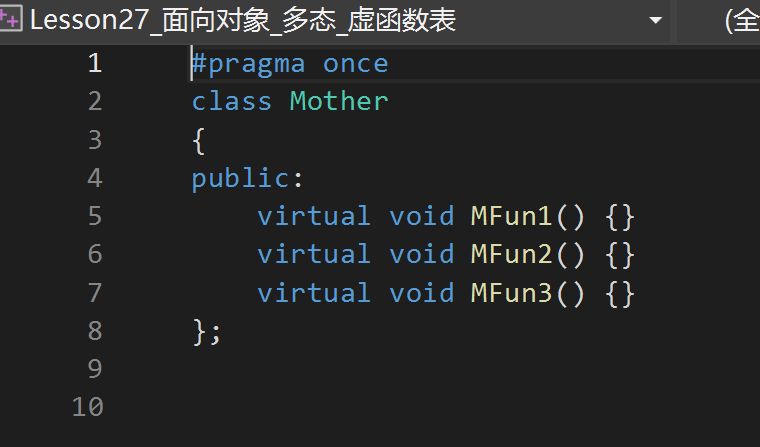 Lesson27_面向对象_多态_虚函数表 (全
1 #pragma once
2 class Mother
3 {
4 public:
5 virtual void MFun1() {}
6 virtual void MFun2() {}
7 virtual void MFun3() {}
8 };
9
10